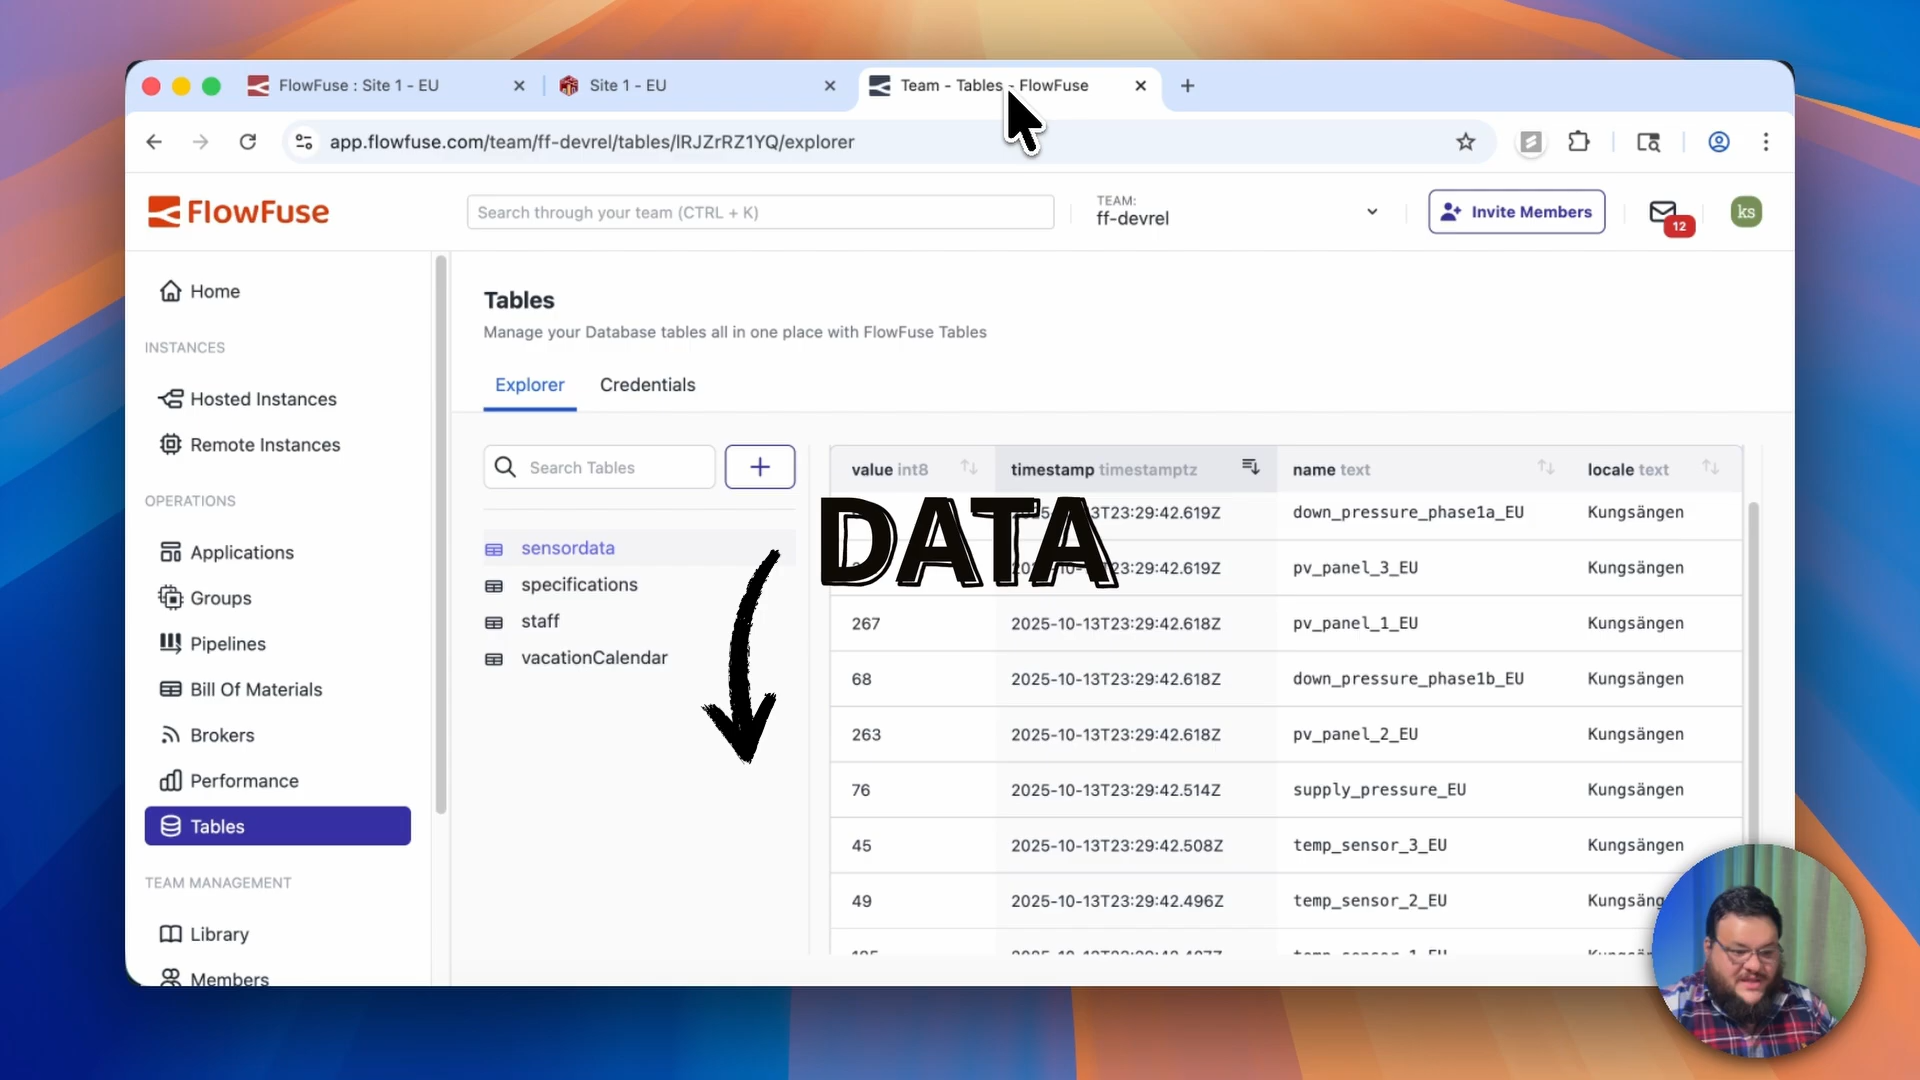 FlowFuse : Site 1 - EU
Site 1 - EU
Team - Tables - FlowFuse
app.flowfuse.com/team/ff-devrel/tables/lRJZrRZ1YQ/explorer
FlowFuse
Search through your team (CTRL + K)
TEAM:
ff-devrel
Invite Members
12
ks
Home
INSTANCES
Hosted Instances
Remote Instances
OPERATIONS
Applications
Groups
Pipelines
Bill Of Materials
Brokers
Performance
Tables
TEAM MANAGEMENT
Library
Members
Tables
Manage your Database tables all in one place with FlowFuse Tables
Explorer
Credentials
Search Tables
sensordata
specifications
staff
vacationCalendar
DATA
value int8 timestamp timestamptz name text locale text
3T23:29:42.619Z down_pressure_phase1a_EU Kungsängen
3T23:29:42.619Z pv_panel_3_EU Kungsängen
267 2025-10-13T23:29:42.618Z pv_panel_1_EU Kungsängen
68 2025-10-13T23:29:42.618Z down_pressure_phase1b_EU Kungsängen
263 2025-10-13T23:29:42.618Z pv_panel_2_EU Kungsängen
76 2025-10-13T23:29:42.514Z supply_pressure_EU Kungsängen
45 2025-10-13T23:29:42.508Z temp_sensor_3_EU Kungsängen
49 2025-10-13T23:29:42.496Z temp_sensor_2_EU Kungsäng